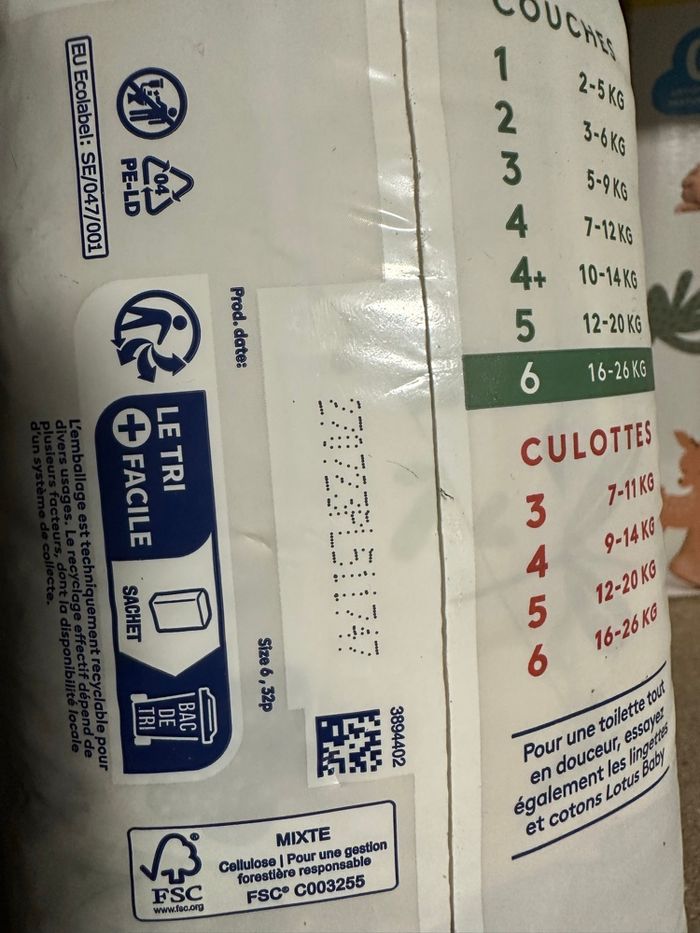 COUCHES
1 2-5 KG
2 3-6 KG
3 5-9 KG
4 7-12 KG
4+ 10-14 KG
5 12-20 KG
6 16-26 KG
CULOTTES
3 7-11 KG
4 9-14 KG
5 12-20 KG
6 16-26 KG
Pour une toilette tout
en douceur, essayez
également les lingettes
et cotons Lotus Baby
EU Ecolabel: SE/047/001
04
PE-LD
Prod. date:
Size 6 , 32p
3894402
LE TRI
+ FACILE
SACHET
BAC
DE
TRI
L'emballage est techniquement recyclable pour
divers usages. Le recyclage effectif dépend de
plusieurs facteurs, dont la disponibilité locale
d'un système de collecte.
FSC®
www.fsc.org
MIXTE
Cellulose | Pour une gestion
forestière responsable
FSC® C003255